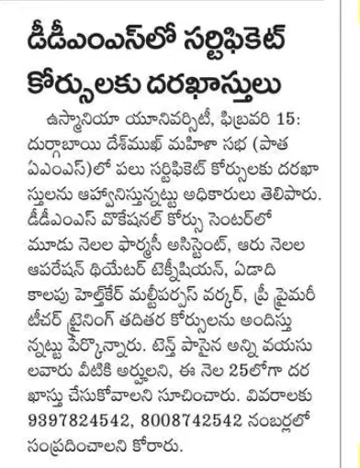 డీడీఎంఎస్‌లో సర్టిఫికెట్
కోర్సులకు దరఖాస్తులు
ఉస్మానియా యూనివర్సిటీ, ఫిబ్రవరి 15:
దుర్గాబాయి దేశ్‌ముఖ్ మహిళా సభ (పాత
ఏఎంఎస్)లో పలు సర్టిఫికెట్ కోర్సులకు దరఖా
స్తులను ఆహ్వానిస్తున్నట్టు అధికారులు తెలిపారు.
డీడీఎంఎస్ వొకేషనల్ కోర్సు సెంటర్‌లో
మూడు నెలల ఫార్మసీ అసిస్టెంట్, ఆరు నెలల
ఆపరేషన్ థియేటర్ టెక్నీషియన్, ఏడాది
కాలపు హెల్త్‌కేర్ మల్టీపర్పస్ వర్కర్, ప్రీ ప్రైమరీ
టీచర్ ట్రైనింగ్ తదితర కోర్సులను అందిస్తు
న్నట్టు పేర్కొన్నారు. టెన్త్ పాసైన అన్ని వయసు
లవారు వీటికి అర్హులని, ఈ నెల 25లోగా దర
ఖాస్తు చేసుకోవాలని సూచించారు. వివరాలకు
9397824542, 8008742542 నంబర్లలో
సంప్రదించాలని కోరారు.